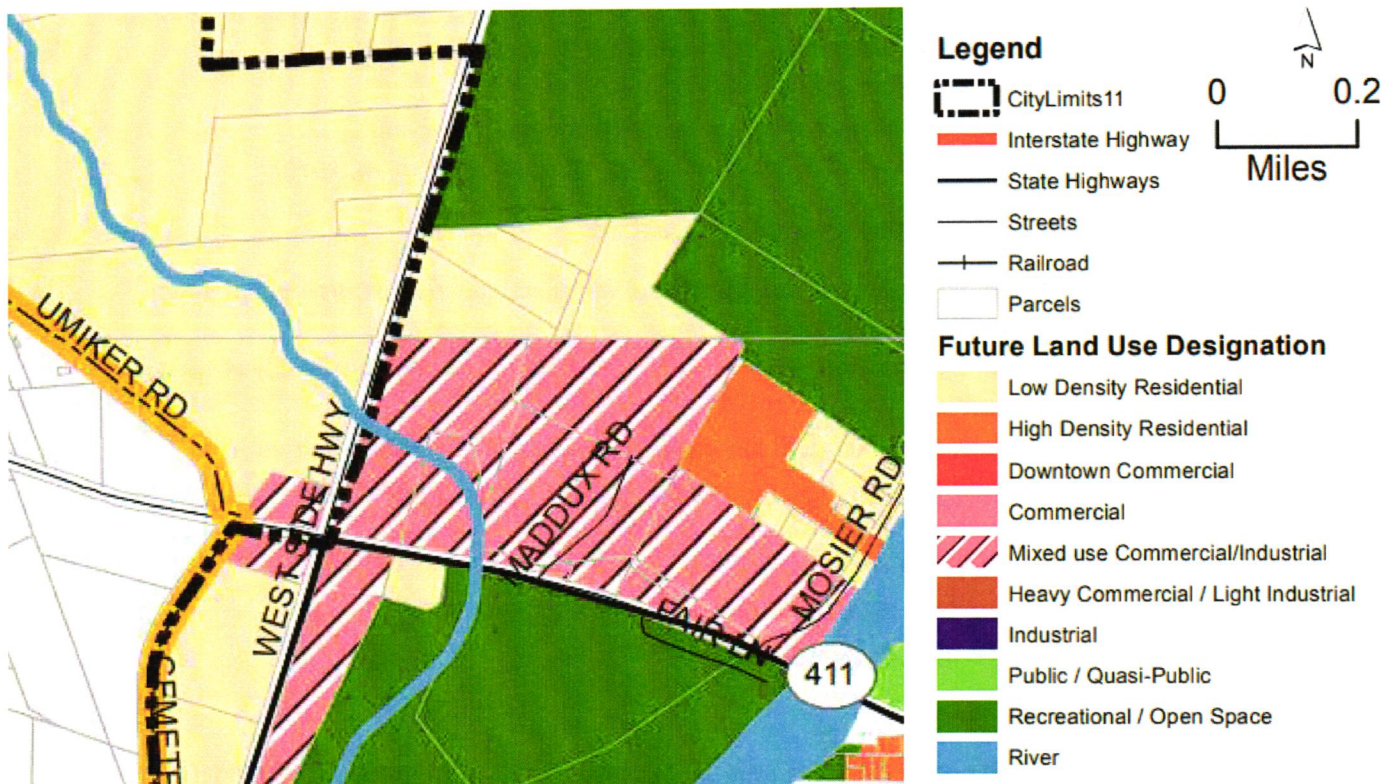 UMIKER RD
WEST SIDE HWY
MADDUX RD
MOSIER RD
FAIR LN
411
Legend
CityLimits11
Interstate Highway
State Highways
Streets
Railroad
Parcels
N
0 0.2
Miles
Future Land Use Designation
Low Density Residential
High Density Residential
Downtown Commercial
Commercial
Mixed use Commercial/Industrial
Heavy Commercial / Light Industrial
Industrial
Public / Quasi-Public
Recreational / Open Space
River